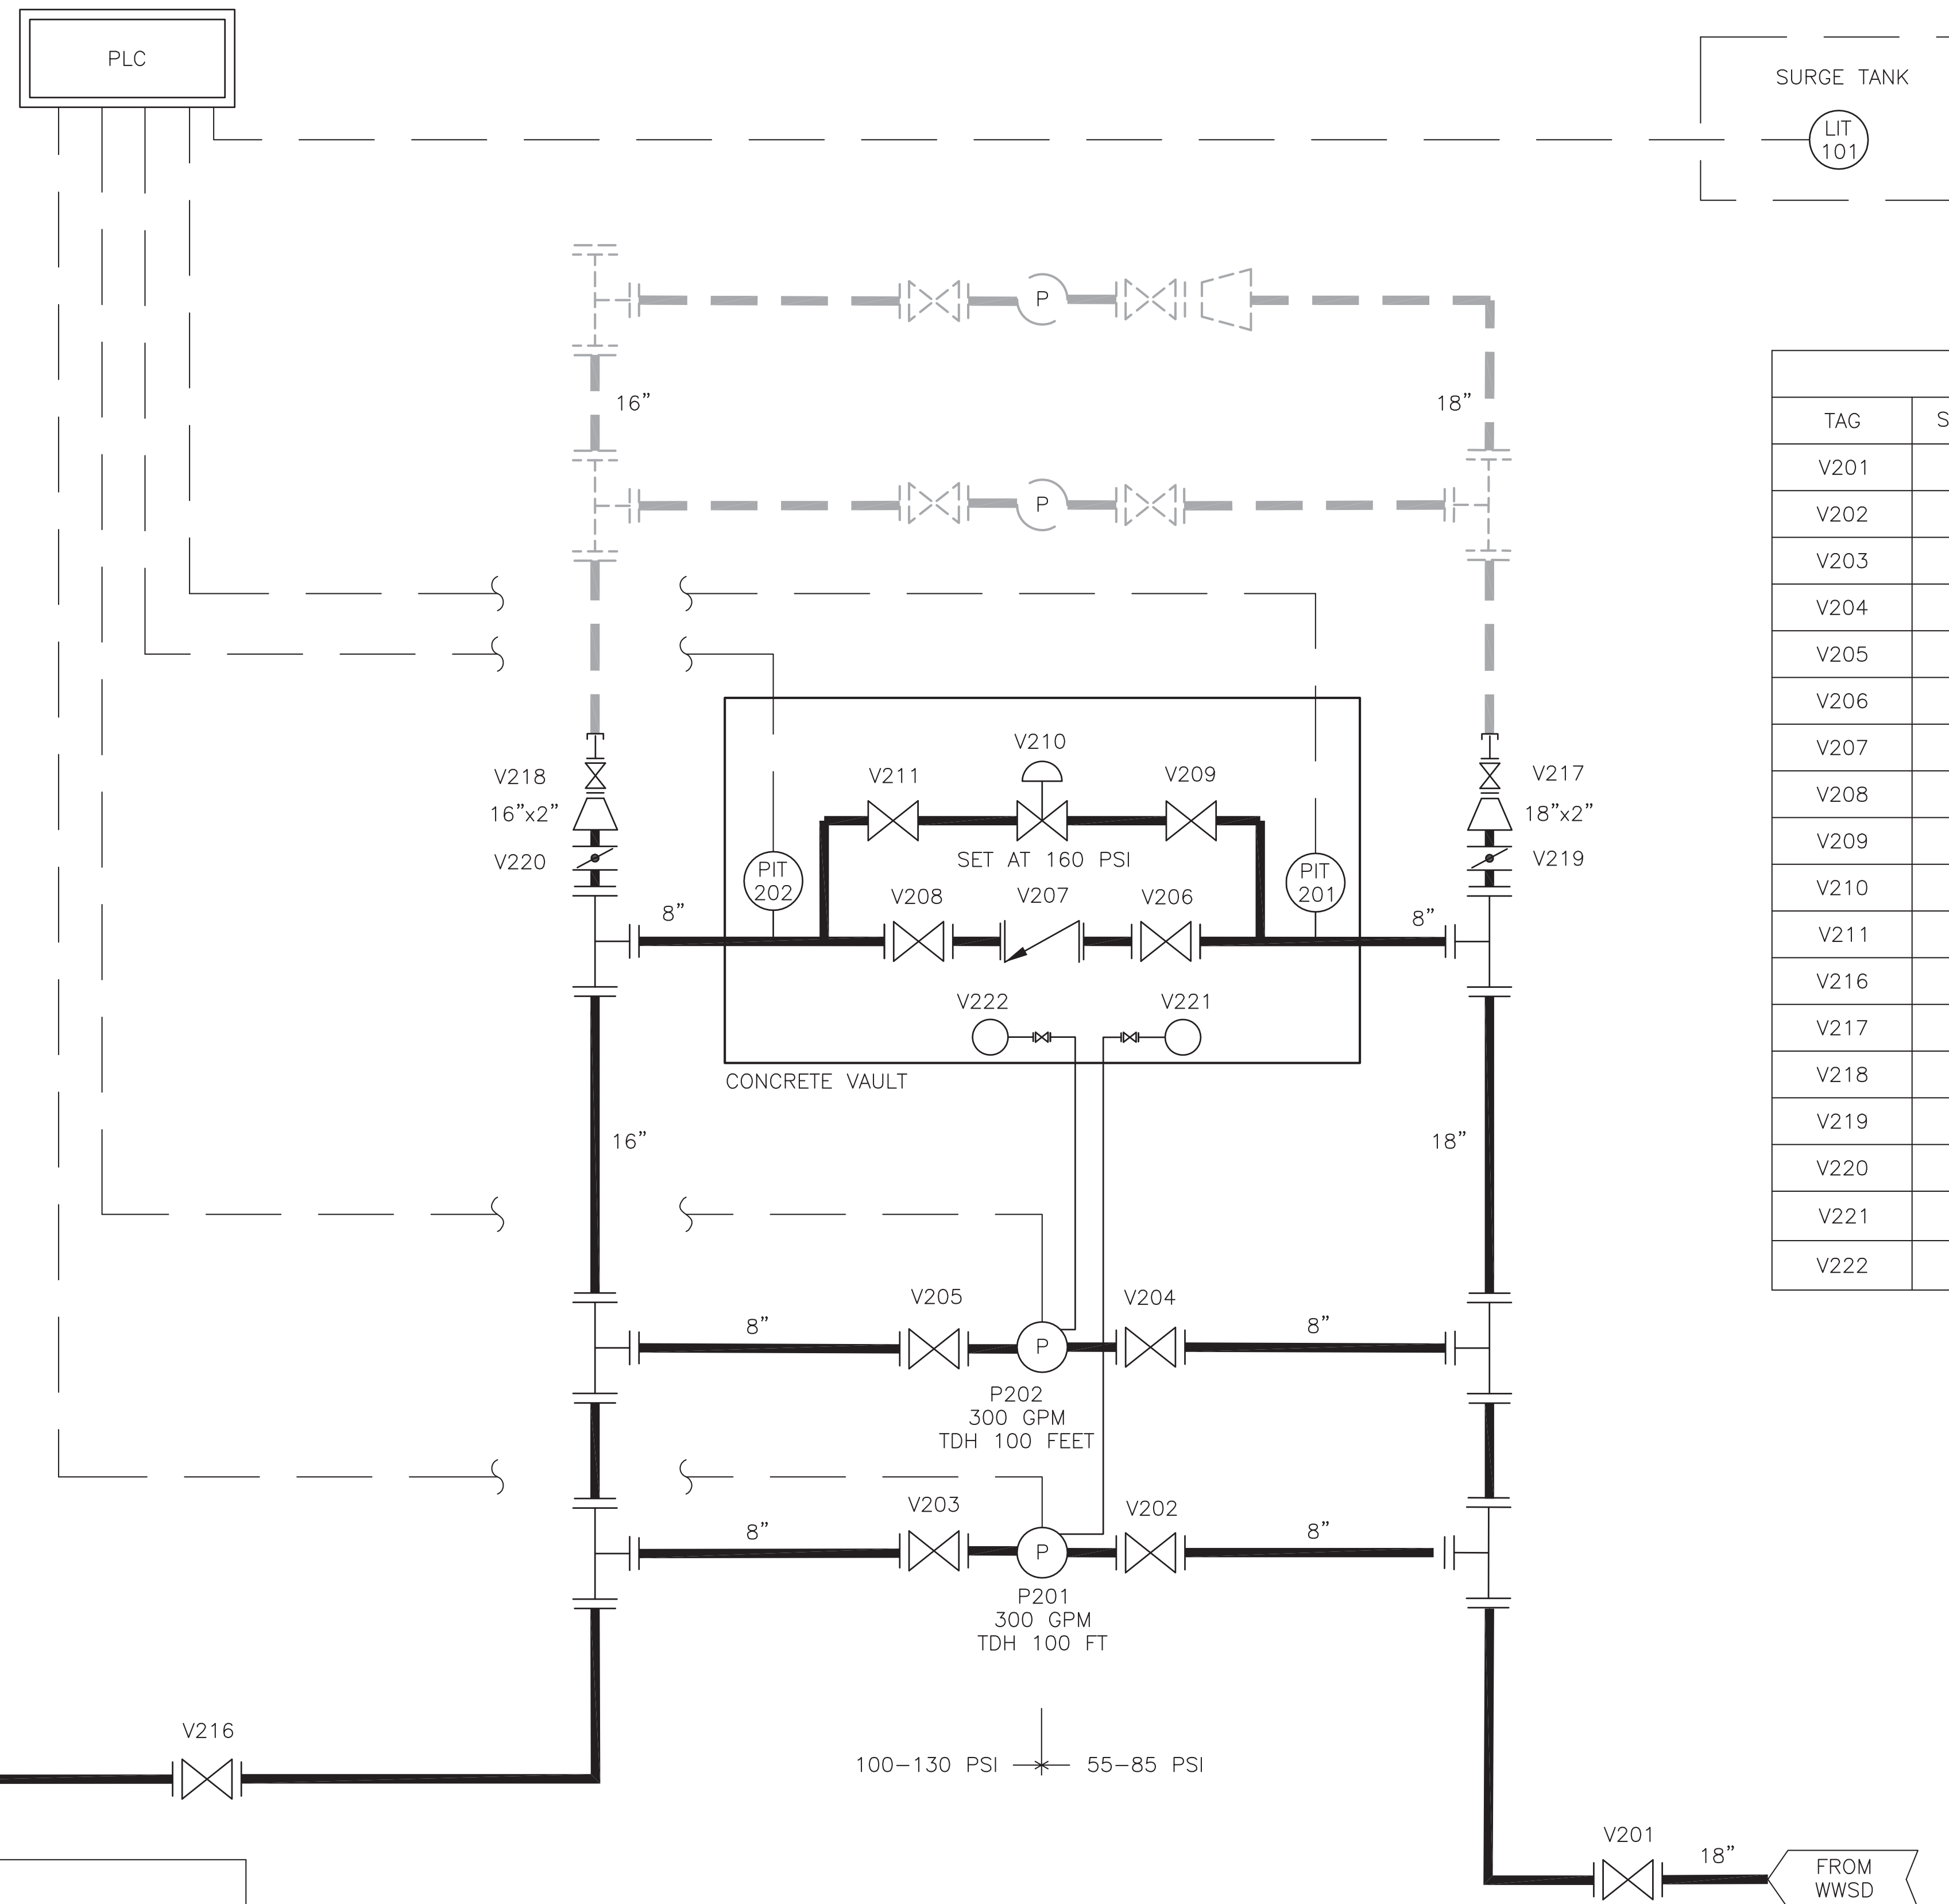 PLC
SURGE TANK
LIT
101
P
16”
18”
P
TAG
S
V201
V202
V203
V204
V205
V206
V207
V208
V209
V210
V211
V216
V217
V218
V219
V220
V221
V222
V210
V211
V209
V218
16”x2”
V220
V217
18”x2”
V219
SET AT 160 PSI
PIT
202
PIT
201
V208
V207
V206
8”
8”
V222
V221
CONCRETE VAULT
16”
18”
V205
V204
8”
8”
P
P202
300 GPM
TDH 100 FEET
V203
V202
8”
8”
P
P201
300 GPM
TDH 100 FT
V216
100–130 PSI
55–85 PSI
V201
18”
FROM
WWSD